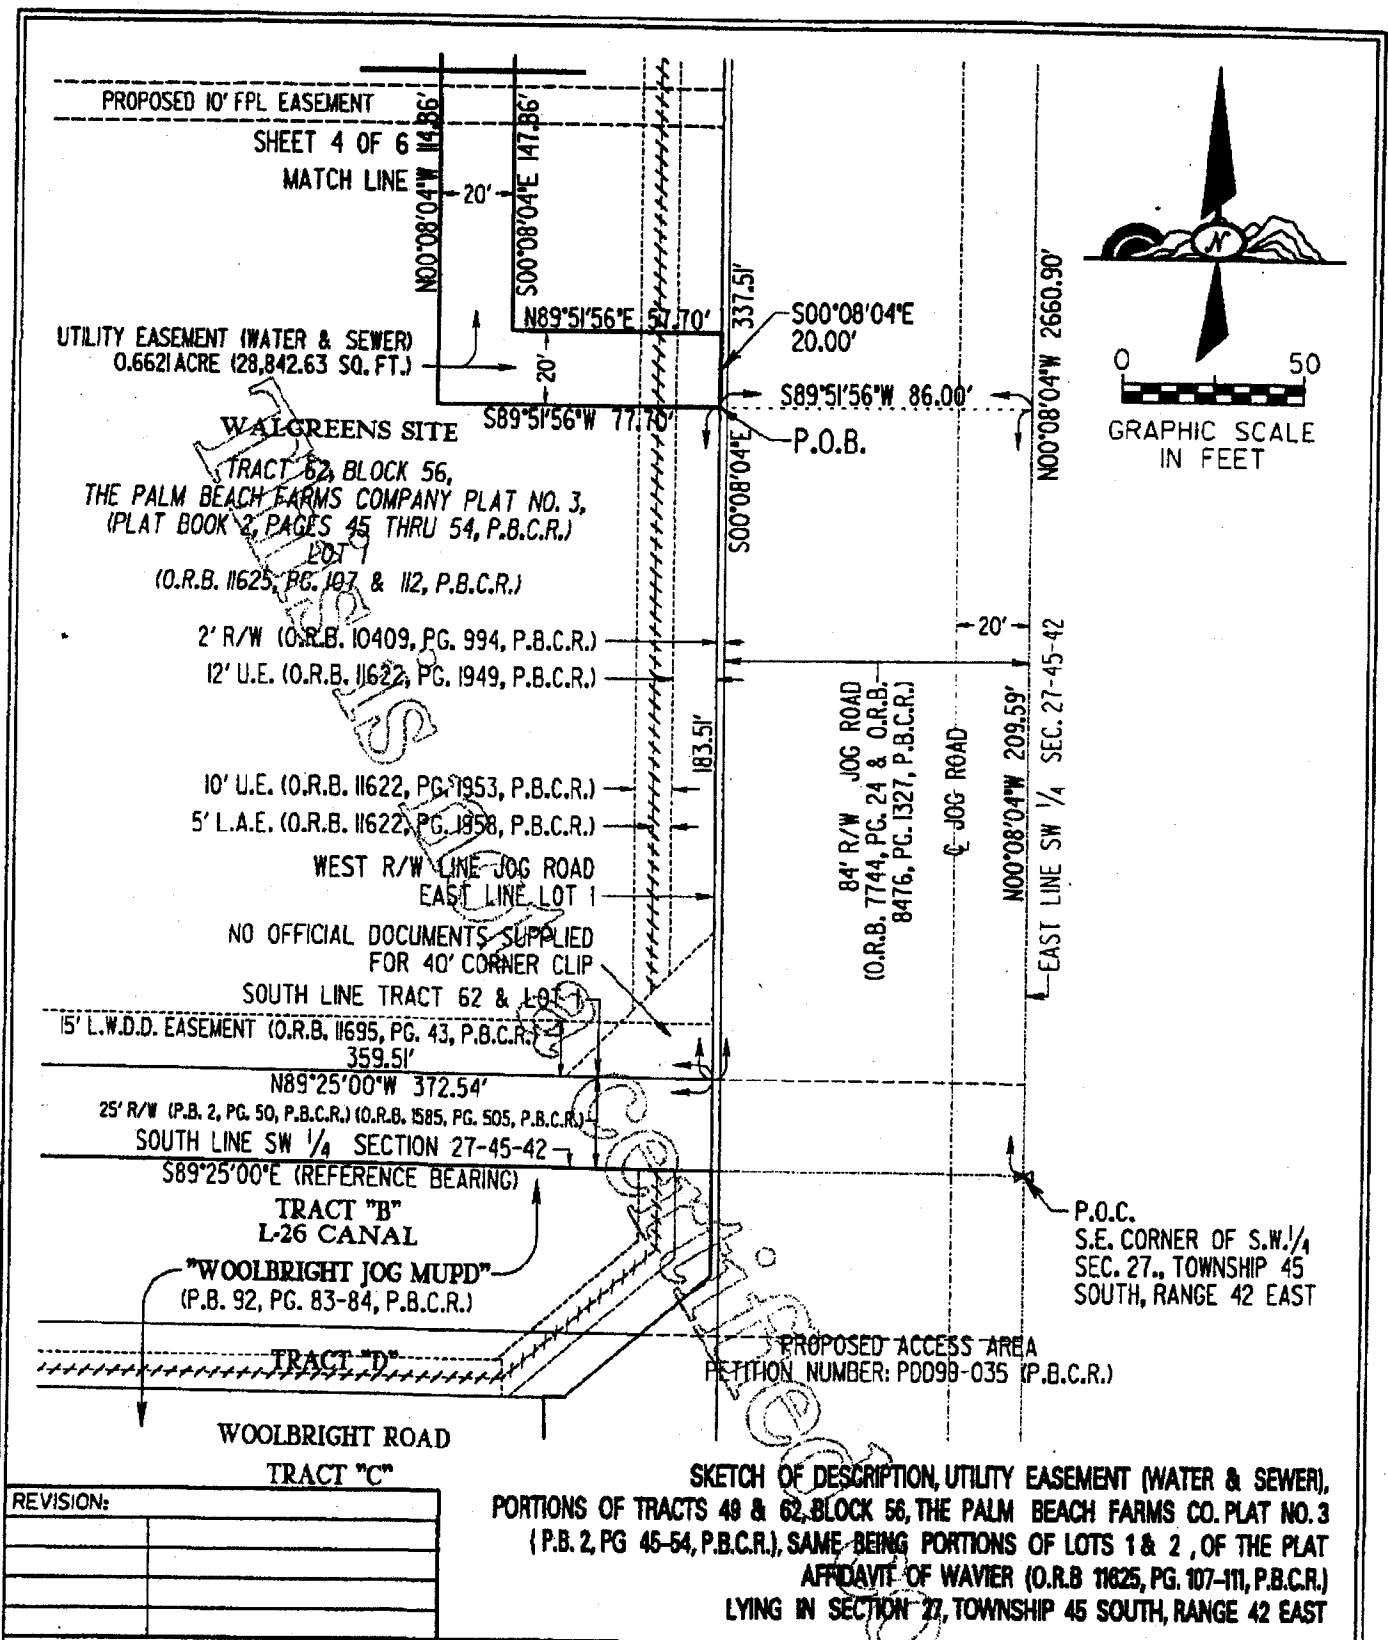 PROPOSED 10' FPL EASEMENT
SHEET 4 OF 6
MATCH LINE
N00°08'04"W 114.86'
20'
S00°08'04"E 147.86'
337.51'
N89°51'56"E 57.70'
S00°08'04"E
20.00'
N00°08'04"W 2660.90'
N
0 50
GRAPHIC SCALE
IN FEET
UTILITY EASEMENT (WATER & SEWER)
0.6621 ACRE (28,842.63 SQ. FT.)
20'
S89°51'56"W 86.00'
S89°51'56"W 77.70'
P.O.B.
S00°08'04"E
183.51'
WALGREENS SITE
TRACT 62, BLOCK 56,
THE PALM BEACH FARMS COMPANY PLAT NO. 3,
(PLAT BOOK 2, PAGES 45 THRU 54, P.B.C.R.)
LOT 1
(O.R.B. 11625, PG. 107 & 112, P.B.C.R.)
2' R/W (O.R.B. 10409, PG. 994, P.B.C.R.)
12' U.E. (O.R.B. 11622, PG. 1949, P.B.C.R.)
10' U.E. (O.R.B. 11622, PG. 1953, P.B.C.R.)
5' L.A.E. (O.R.B. 11622, PG. 1958, P.B.C.R.)
WEST R/W LINE JOG ROAD
EAST LINE LOT 1
NO OFFICIAL DOCUMENTS SUPPLIED
FOR 40' CORNER CLIP
SOUTH LINE TRACT 62 & LOT 1
20'
84' R/W JOG ROAD
(O.R.B. 7744, PG. 24 & O.R.B.
8476, PG. 1327, P.B.C.R.)
℄ JOG ROAD
N00°08'04"W 209.59'
EAST LINE SW 1/4 SEC. 27-45-42
15' L.W.D.D. EASEMENT (O.R.B. 11695, PG. 43, P.B.C.R.)
359.51'
N89°25'00"W 372.54'
25' R/W (P.B. 2, PG. 50, P.B.C.R.) (O.R.B. 1585, PG. 505, P.B.C.R.)
SOUTH LINE SW 1/4 SECTION 27-45-42
S89°25'00"E (REFERENCE BEARING)
TRACT "B"
L-26 CANAL
"WOOLBRIGHT JOG MUPD"
(P.B. 92, PG. 83-84, P.B.C.R.)
P.O.C.
S.E. CORNER OF S.W.1/4
SEC. 27., TOWNSHIP 45
SOUTH, RANGE 42 EAST
TRACT "D"
PROPOSED ACCESS AREA
PETITION NUMBER: PDD99-035 (P.B.C.R.)
WOOLBRIGHT ROAD
TRACT "C"
REVISION:
SKETCH OF DESCRIPTION, UTILITY EASEMENT (WATER & SEWER),
PORTIONS OF TRACTS 49 & 62, BLOCK 56, THE PALM BEACH FARMS CO. PLAT NO. 3
(P.B. 2, PG 45-54, P.B.C.R.), SAME BEING PORTIONS OF LOTS 1 & 2 , OF THE PLAT
AFFIDAVIT OF WAVIER (O.R.B 11625, PG. 107-111, P.B.C.R.)
LYING IN SECTION 27, TOWNSHIP 45 SOUTH, RANGE 42 EAST
This is not a certified